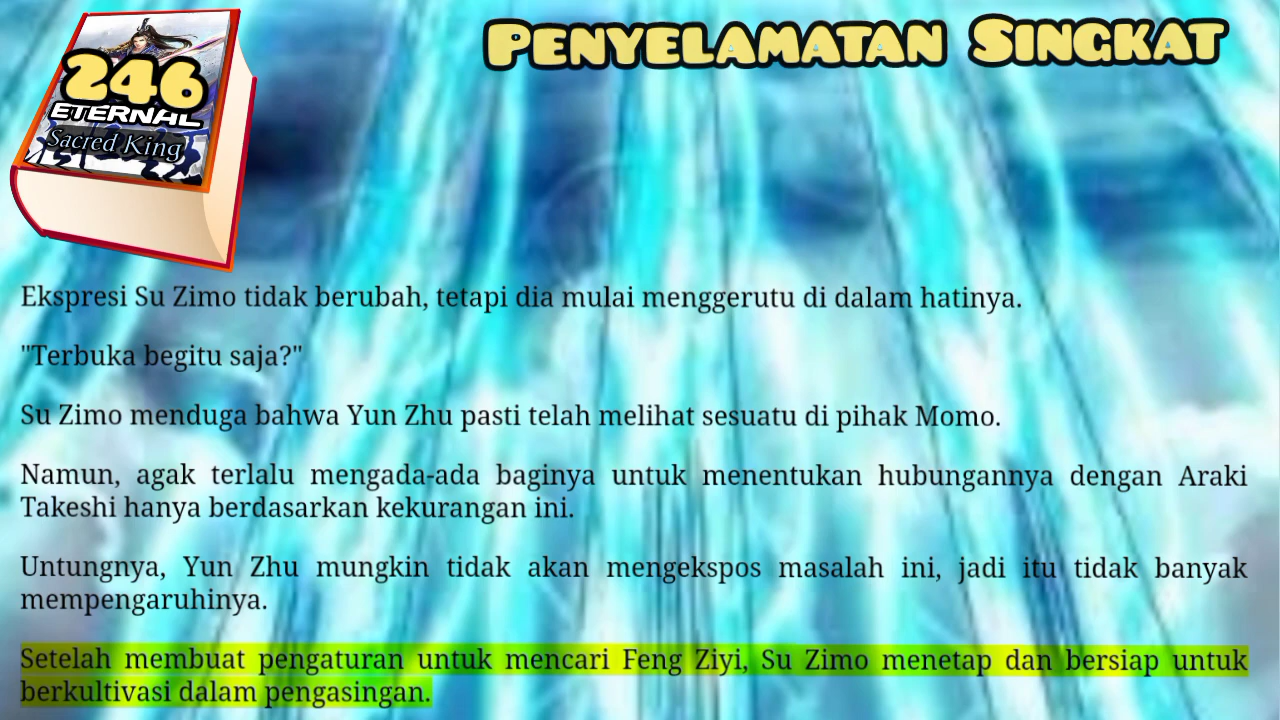 PENYELAMATAN SINGKAT
246
ETERNAL
Sacred King
Ekspresi Su Zimo tidak berubah, tetapi dia mulai menggerutu di dalam hatinya.
"Terbuka begitu saja?"
Su Zimo menduga bahwa Yun Zhu pasti telah melihat sesuatu di pihak Momo.
Namun, agak terlalu mengada-ada baginya untuk menentukan hubungannya dengan Araki
Takeshi hanya berdasarkan kekurangan ini.
Untungnya, Yun Zhu mungkin tidak akan mengekspos masalah ini, jadi itu tidak banyak
mempengaruhinya.
Setelah membuat pengaturan untuk mencari Feng Ziyi, Su Zimo menetap dan bersiap untuk
berkultivasi dalam pengasingan.